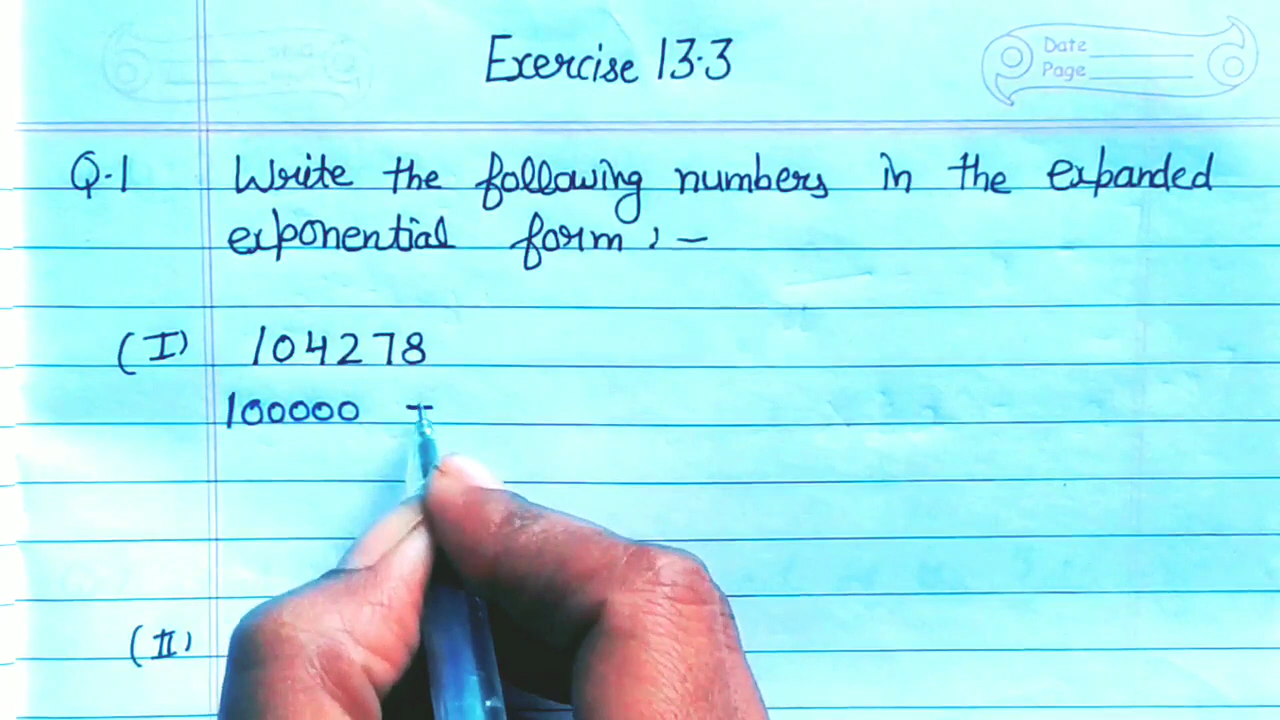 Exercise 13.3
Date
Page
Q.1 Write the following numbers in the expanded
exponential form : -
(I) 104278
100000 +
(II)